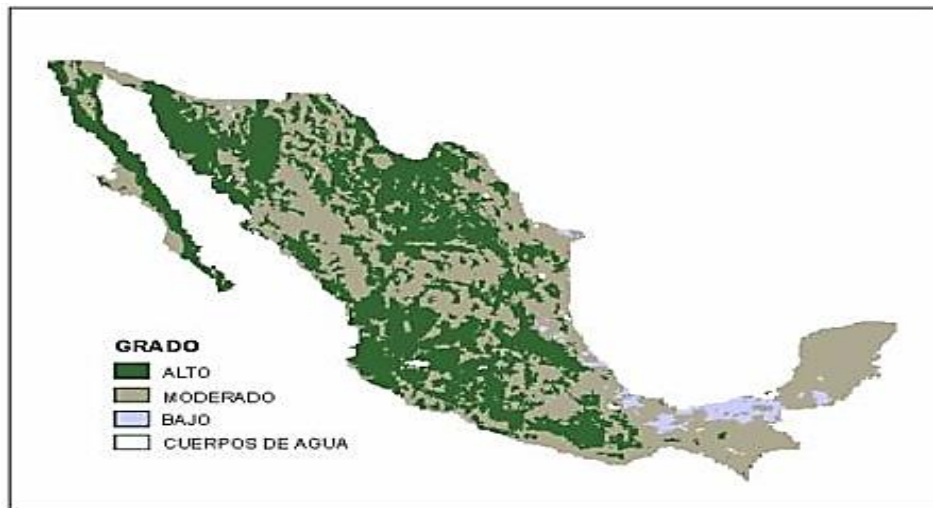 GRADO
ALTO
MODERADO
BAJO
CUERPOS DE AGUA